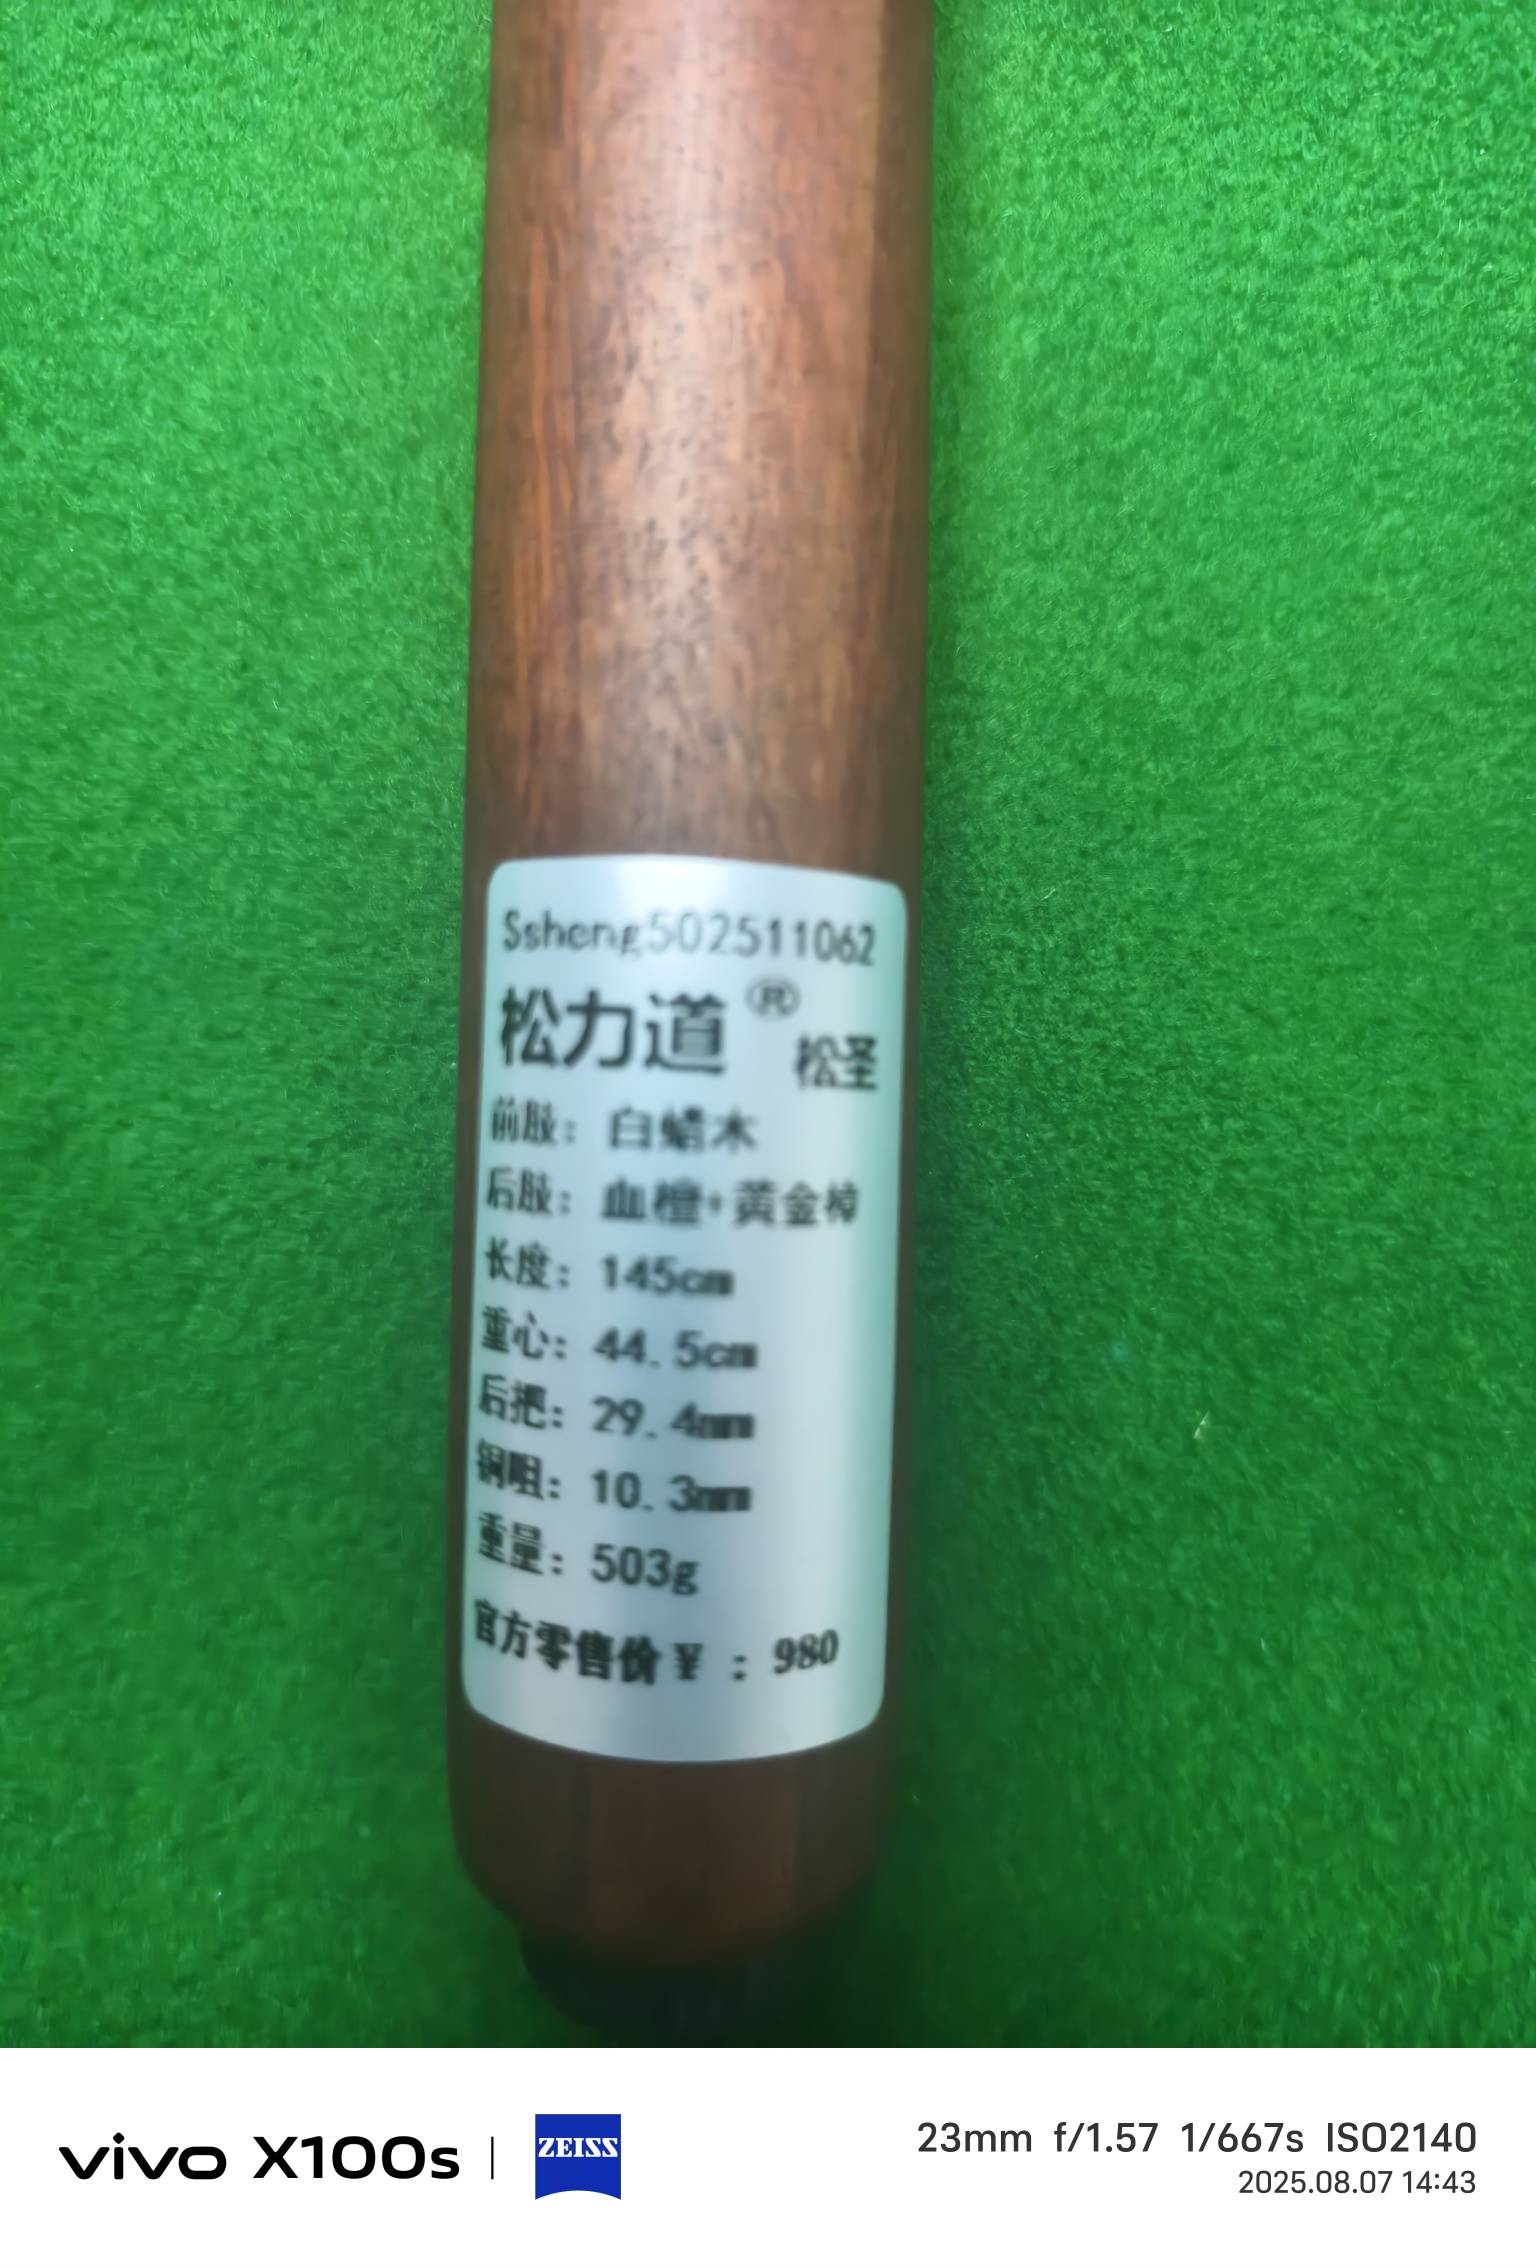 Ssheng502511062
松力道®
松圣
前肢：白蜡木
后肢：血檀+黄金樟
长度：145cm
重心：44.5cm
后把：29.4mm
铜咀：10.3mm
重量：503g
官方零售价￥：980
vivo X100s | ZEISS
23mm f/1.57 1/667s ISO2140
2025.08.07 14:43